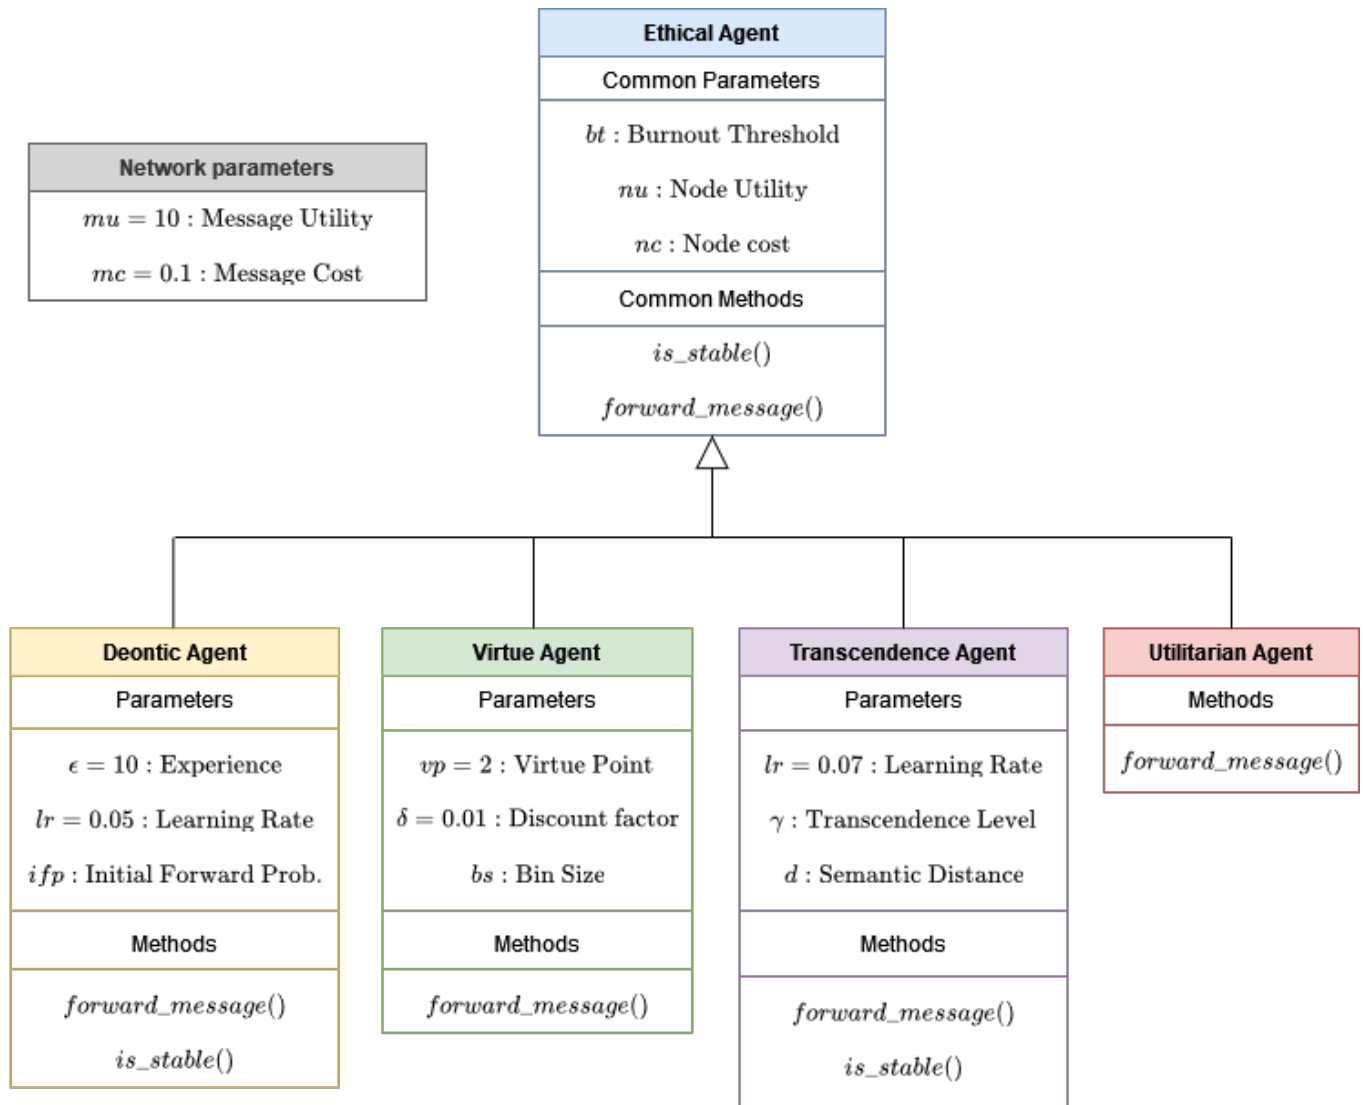 Ethical Agent
Common Parameters
bt : Burnout Threshold
nu : Node Utility
nc : Node cost
Common Methods
is_stable()
forward_message()
Network parameters
mu = 10 : Message Utility
mc = 0.1 : Message Cost
Deontic Agent
Parameters
ϵ = 10 : Experience
lr = 0.05 : Learning Rate
ifp : Initial Forward Prob.
Methods
forward_message()
is_stable()
Virtue Agent
Parameters
vp = 2 : Virtue Point
δ = 0.01 : Discount factor
bs : Bin Size
Methods
forward_message()
Transcendence Agent
Parameters
lr = 0.07 : Learning Rate
γ : Transcendence Level
d : Semantic Distance
Methods
forward_message()
is_stable()
Utilitarian Agent
Methods
forward_message()